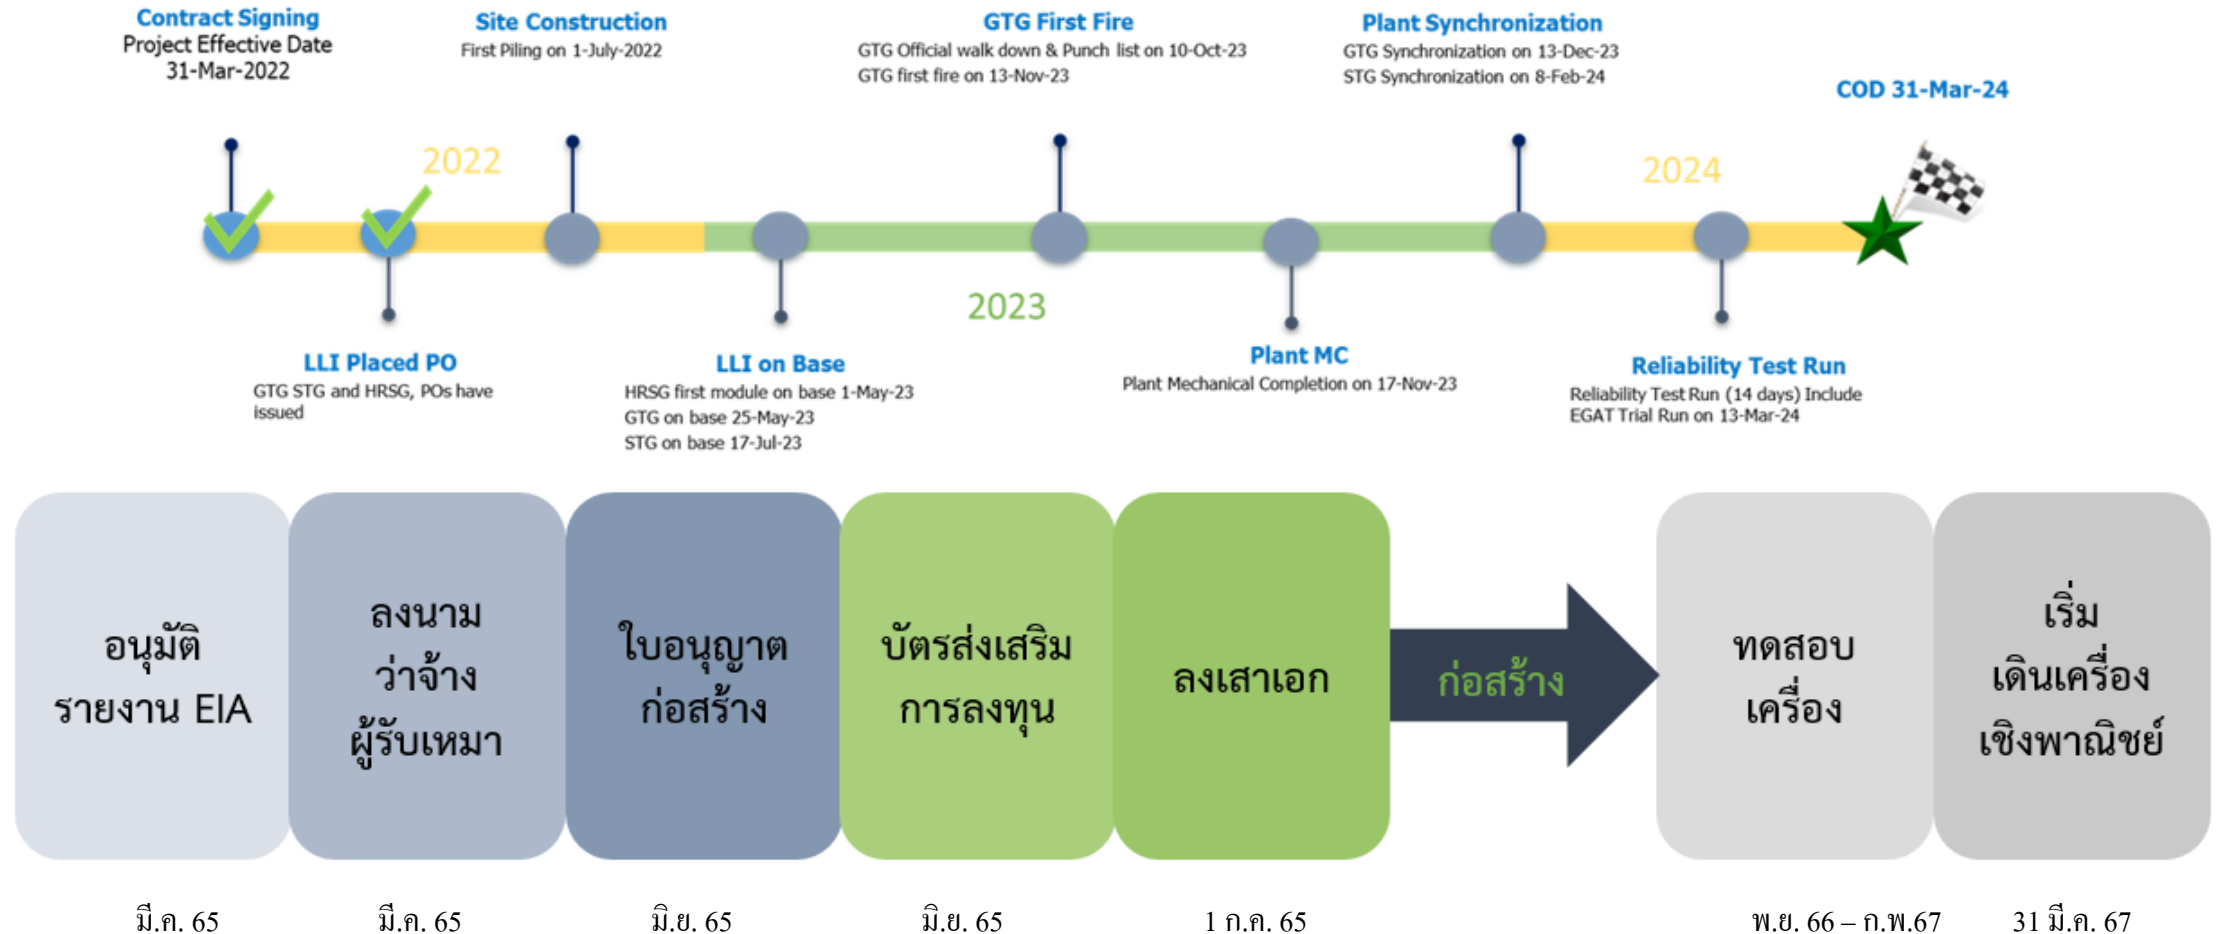 Contract Signing
Project Effective Date
31-Mar-2022
Site Construction
First Piling on 1-July-2022
GTG First Fire
GTG Official walk down & Punch list on 10-Oct-23
GTG first fire on 13-Nov-23
Plant Synchronization
GTG Synchronization on 13-Dec-23
STG Synchronization on 8-Feb-24
COD 31-Mar-24
2022
2024
2023
LLI Placed PO
GTG STG and HRSG, POs have
issued
LLI on Base
HRSG first module on base 1-May-23
GTG on base 25-May-23
STG on base 17-Jul-23
Plant MC
Plant Mechanical Completion on 17-Nov-23
Reliability Test Run
Reliability Test Run (14 days) Include
EGAT Trial Run on 13-Mar-24
อนุมัติ
รายงาน EIA
ลงนาม
ว่าจ้าง
ผู้รับเหมา
ใบอนุญาต
ก่อสร้าง
บัตรส่งเสริม
การลงทุน
ลงเสาเอก
ก่อสร้าง
ทดสอบ
เครื่อง
เริ่ม
เดินเครื่อง
เชิงพาณิชย์
มี.ค. 65
มี.ค. 65
มิ.ย. 65
มิ.ย. 65
1 ก.ค. 65
พ.ย. 66 – ก.พ.67
31 มี.ค. 67